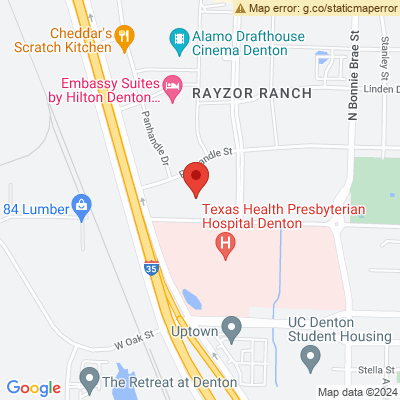 Map error: g.co/staticmaperror
Cheddar's
Scratch Kitchen
Alamo Drafthouse
Cinema Denton
N Bonnie Brae St
Stanley St
Embassy Suites
by Hilton Denton...
RAYZOR RANCH
Linden D
Panhandle Dr
handle St
84 Lumber
Texas Health Presbyterian
Hospital Denton
H
35
W Oak St
Uptown
UC Denton
Student Housing
Stella St
The Retreat at Denton
Google
Map data ©2024